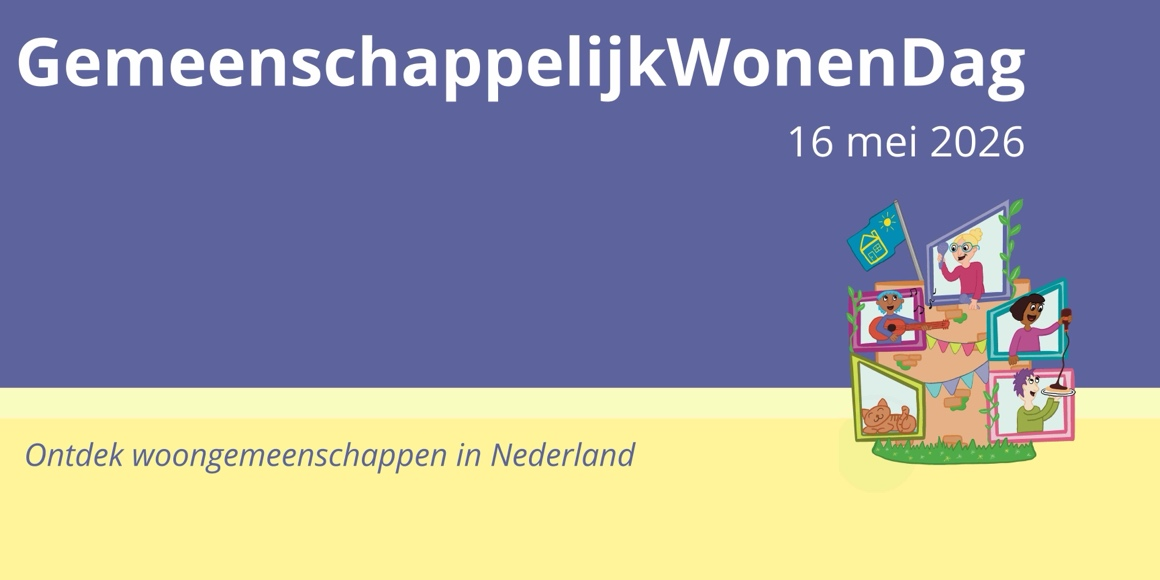 GemeenschappelijkWonenDag
16 mei 2026
Ontdek woongemeenschappen in Nederland